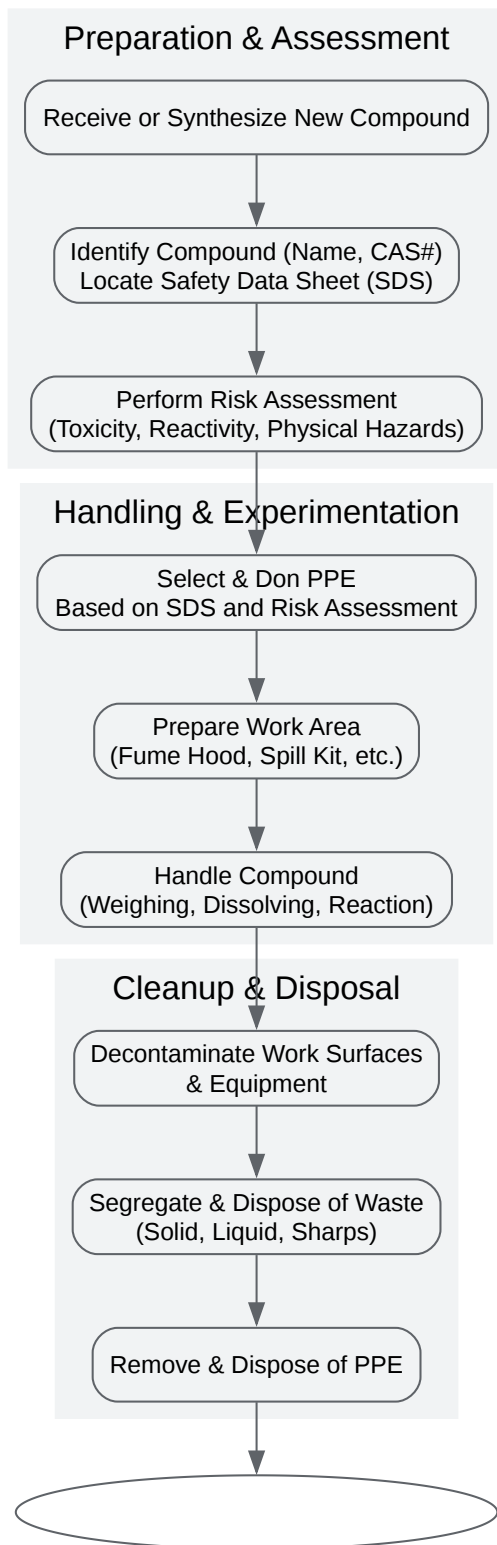 Preparation & Assessment
Receive or Synthesize New Compound
Identify Compound (Name, CAS#)
Locate Safety Data Sheet (SDS)
Perform Risk Assessment
(Toxicity, Reactivity, Physical Hazards)
Handling & Experimentation
Select & Don PPE
Based on SDS and Risk Assessment
Prepare Work Area
(Fume Hood, Spill Kit, etc.)
Handle Compound
(Weighing, Dissolving, Reaction)
Cleanup & Disposal
Decontaminate Work Surfaces
& Equipment
Segregate & Dispose of Waste
(Solid, Liquid, Sharps)
Remove & Dispose of PPE